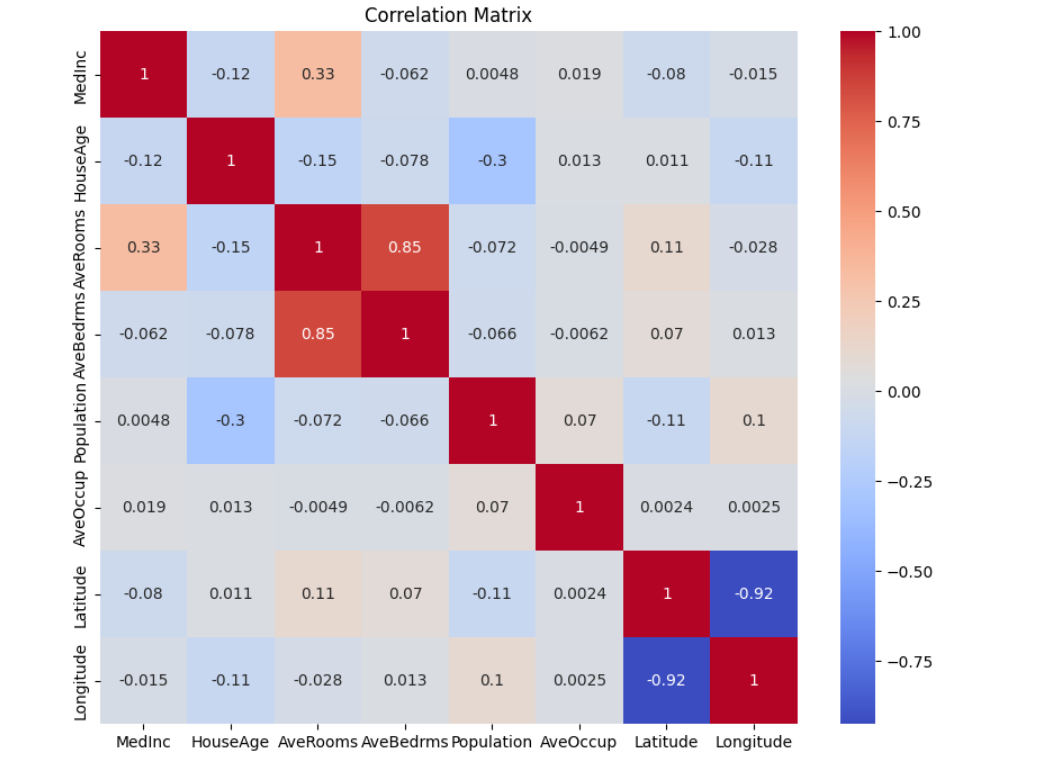 Correlation Matrix
MedInc 1 -0.12 0.33 -0.062 0.0048 0.019 -0.08 -0.015
HouseAge -0.12 1 -0.15 -0.078 -0.3 0.013 0.011 -0.11
AveRooms 0.33 -0.15 1 0.85 -0.072 -0.0049 0.11 -0.028
AveBedrms -0.062 -0.078 0.85 1 -0.066 -0.0062 0.07 0.013
Population 0.0048 -0.3 -0.072 -0.066 1 0.07 -0.11 0.1
AveOccup 0.019 0.013 -0.0049 -0.0062 0.07 1 0.0024 0.0025
Latitude -0.08 0.011 0.11 0.07 -0.11 0.0024 1 -0.92
Longitude -0.015 -0.11 -0.028 0.013 0.1 0.0025 -0.92 1
MedInc HouseAge AveRooms AveBedrms Population AveOccup Latitude Longitude
1.00
0.75
0.50
0.25
0.00
−0.25
−0.50
−0.75